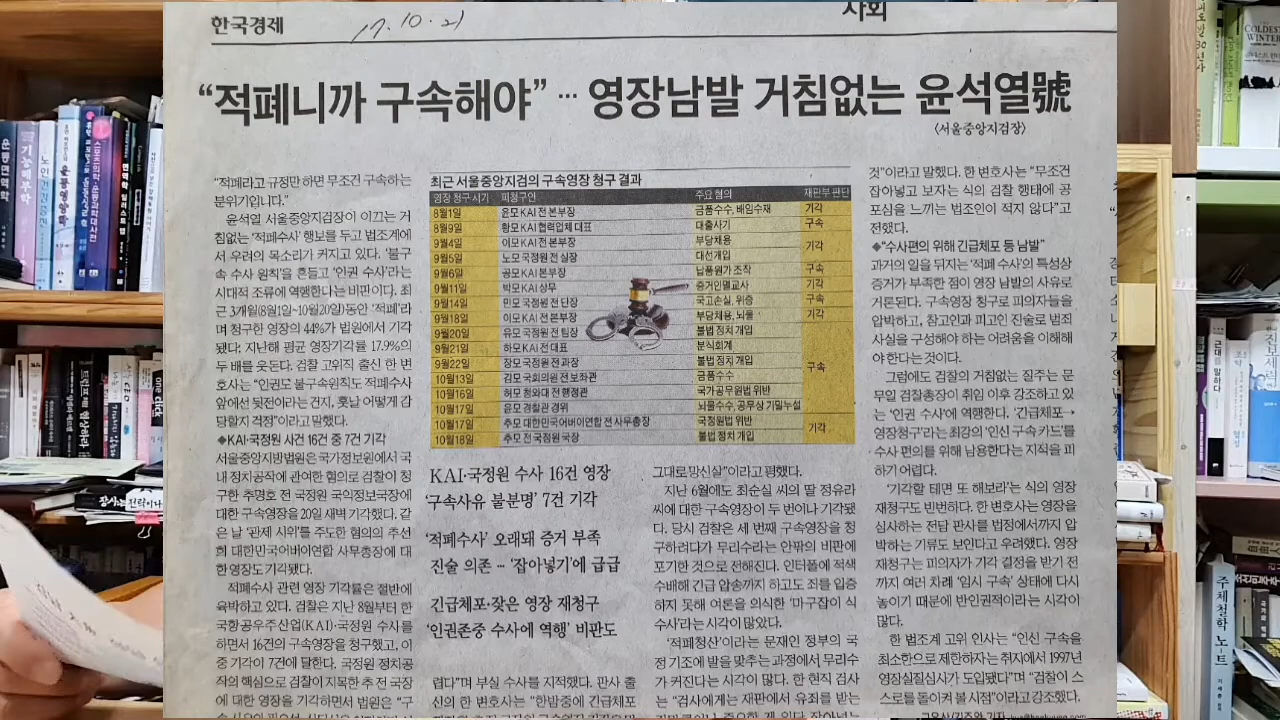 한국경제
17.10.21
사회
“적폐니까 구속해야” … 영장남발 거침없는 윤석열號
〈서울중앙지검장〉
“적폐라고 규정만 하면 무조건 구속하는
분위기입니다.”
윤석열 서울중앙지검장이 이끄는 거
침없는 ‘적폐수사’ 행보를 두고 법조계에
서 우려의 목소리가 커지고 있다. ‘불구
속 수사 원칙’을 흔들고 ‘인권 수사’라는
시대적 조류에 역행한다는 비판이다. 최
근 3개월(8월1일~10월20일)동안 ‘적폐’라
며 청구한 영장의 44%가 법원에서 기각
됐다; 지난해 평균 영장기각률 17.9%의
두 배를 웃돈다. 검찰 고위직 출신 한 변
호사는 “인권도 불구속원칙도 적폐수사
앞에선 뒷전이라는 건지, 훗날 어떻게 감
당할지 걱정”이라고 말했다.
◆KAI·국정원 사건 16건 중 7건 기각
서울중앙지방법원은 국가정보원에서 국
내 정치공작에 관여한 혐의로 검찰이 청
구한 추명호 전 국정원 국익정보국장에
대한 구속영장을 20일 새벽 기각했다. 같
은 날 ‘관제 시위’를 주도한 혐의의 추선
희 대한민국어버이연합 사무총장에 대
한 영장도 기각됐다.
적폐수사 관련 영장 기각률은 절반에
육박하고 있다. 검찰은 지난 8월부터 한
국항공우주산업(KAI)·국정원 수사를
하면서 16건의 구속영장을 청구했고, 이
중 기각이 7건에 달한다. 국정원 정치공
작의 핵심으로 검찰이 지목한 추 전 국장
에 대한 영장을 기각하면서 법원은 “구
최근 서울중앙지검의 구속영장 청구 결과
영장 청구 시기 피청구인 주요 혐의 재판부 판단
8월1일 윤모 KAI 전 본부장 금품수수, 배임수재 기각
8월9일 황모 KAI 협력업체 대표 대출사기 구속
9월4일 이모 KAI 전 본부장 부당채용 기각
9월5일 노모 국정원 전 실장 대선개입
9월6일 공모 KAI 본부장 납품원가 조작 구속
9월11일 박모 KAI 상무 증거인멸교사 기각
9월14일 민모 국정원 전 단장 국고손실, 위증 구속
9월18일 이모 KAI 전 본부장 부당채용, 뇌물 기각
9월20일 유모 국정원 전 팀장 불법 정치 개입
9월21일 하모 KAI 전 대표 분식회계
9월22일 장모 국정원 전 과장 불법 정치 개입 구속
10월13일 김모 국회의원 전 보좌관 금품수수
10월16일 허모 청와대 전 행정관 국가공무원법 위반
10월17일 윤모 경찰관 경위 뇌물수수, 공무상 기밀누설
10월17일 추모 대한민국어버이연합 전 사무총장 국정원법 위반 기각
10월18일 추모 전 국정원 국장 불법 정치 개입
KAI·국정원 수사 16건 영장
‘구속사유 불분명’ 7건 기각
‘적폐수사’ 오래돼 증거 부족
진술 의존 … ‘잡아넣기’에 급급
긴급체포·잦은 영장 재청구
‘인권존중 수사에 역행’ 비판도
렵다”며 부실 수사를 지적했다. 판사 출
신의 한 변호사는 “한밤중에 긴급체포
그대로 망신살”이라고 평했다.
지난 6월에도 최순실 씨의 딸 정유라
씨에 대한 구속영장이 두 번이나 기각됐
다. 당시 검찰은 세 번째 구속영장을 청
구하려다가 무리수라는 안팎의 비판에
포기한 것으로 전해진다. 인터폴에 적색
수배해 긴급 압송까지 하고도 죄를 입증
하지 못해 여론을 의식한 ‘마구잡이 식
수사’라는 시각이 많았다.
‘적폐청산’이라는 문재인 정부의 국
정 기조에 발을 맞추는 과정에서 무리수
가 커진다는 시각이 많다. 한 현직 검사
는 “검사에게는 재판에서 유죄를 받는
것”이라고 말했다. 한 변호사는 “무조건
잡아넣고 보자는 식의 검찰 행태에 공
포심을 느끼는 법조인이 적지 않다”고
전했다.
◆“수사편의 위해 긴급체포 등 남발”
과거의 일을 뒤지는 ‘적폐 수사’의 특성상
증거가 부족한 점이 영장 남발의 사유로
거론된다. 구속영장 청구로 피의자들을
압박하고, 참고인과 피고인 진술로 범죄
사실을 구성해야 하는 어려움을 이해해
야 한다는 것이다.
그럼에도 검찰의 거침없는 질주는 문
무일 검찰총장이 취임 이후 강조하고 있
는 ‘인권 수사’에 역행한다. ‘긴급체포→
영장청구’라는 최강의 ‘인신 구속 카드’를
수사 편의를 위해 남용한다는 지적을 피
하기 어렵다.
‘기각할 테면 또 해보라’는 식의 영장
재청구도 빈번하다. 한 변호사는 영장을
심사하는 전담 판사를 법정에서까지 압
박하는 기류도 보인다고 우려했다. 영장
재청구는 피의자가 기각 결정을 받기 전
까지 여러 차례 ‘임시 구속’ 상태에 다시
놓이기 때문에 반인권적이라는 시각이
많다.
한 법조계 고위 인사는 “인신 구속을
최소한으로 제한하자는 취지에서 1997년
영장실질심사가 도입됐다”며 “검찰이 스
스로를 돌이켜 볼 시점”이라고 강조했다.
운동면역학
기능해부학
one click
근대를 말하다
COLDEST
WINTER
주체철학 노트